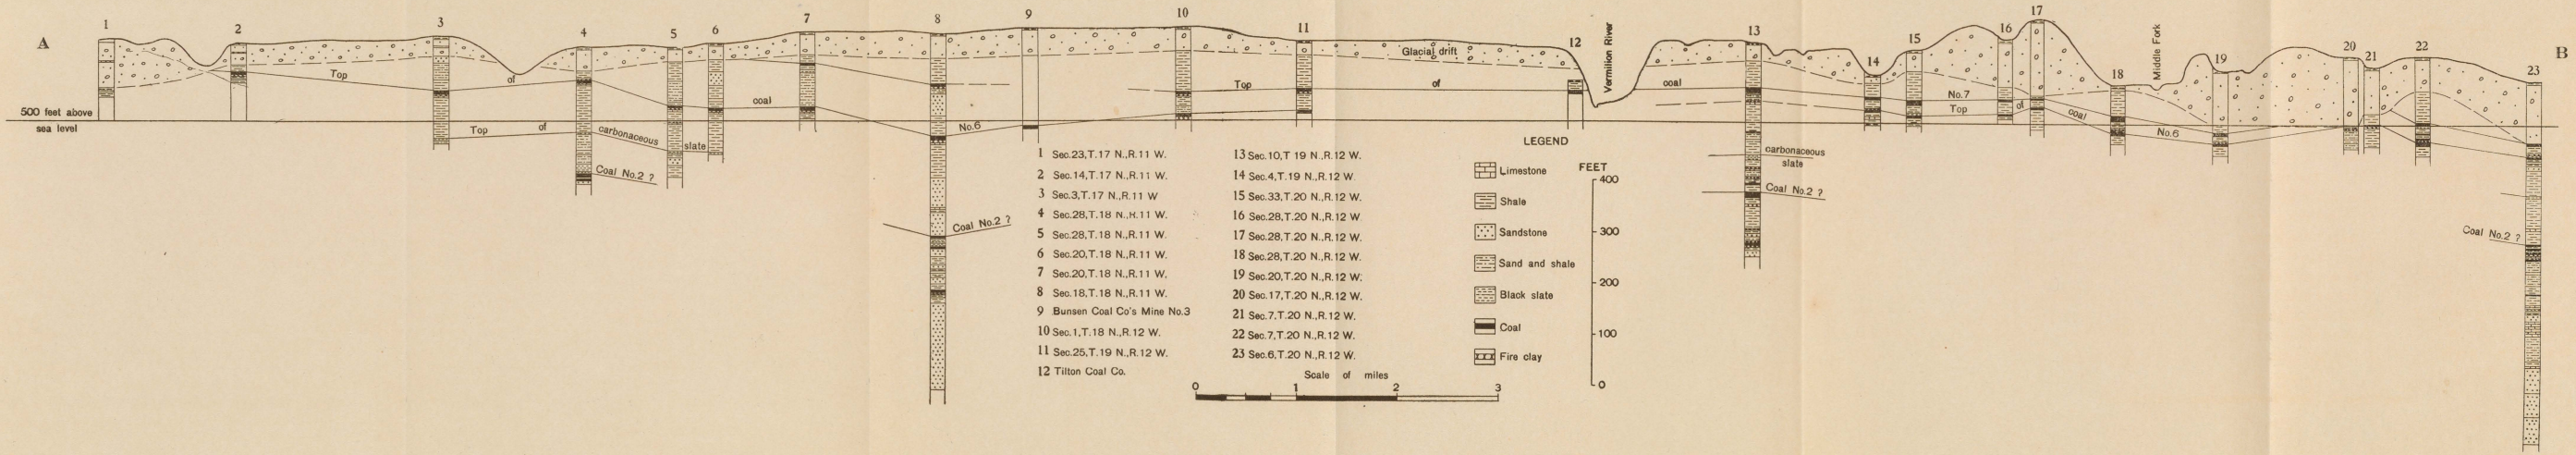 A
1 2 3 4 5 6 7 8 9 10 11 12 13 14 15 16 17 18 19 20 21 22 23
B
Vermilion River
Middle Fork
Glacial drift
Top of coal
Top of coal
No.7
Top of coal
No.6
No.6
500 feet above
sea level
Top of carbonaceous slate
Coal No.2 ?
Coal No.2 ?
carbonaceous
slate
Coal No.2 ?
Coal No.2 ?
1 Sec.23,T.17 N.,R.11 W.
2 Sec.14,T.17 N.,R.11 W.
3 Sec.3,T.17 N.,R.11 W
4 Sec.28,T.18 N.,R.11 W.
5 Sec.28,T.18 N.,R.11 W.
6 Sec.20,T.18 N.,R.11 W.
7 Sec.20,T.18 N.,R.11 W.
8 Sec.18,T.18 N.,R.11 W.
9 Bunsen Coal Co's Mine No.3
10 Sec.1,T.18 N.,R.12 W.
11 Sec.25,T.19 N.,R.12 W.
12 Tilton Coal Co.
13 Sec.10,T 19 N.,R.12 W.
14 Sec.4,T.19 N.,R.12 W
15 Sec.33,T.20 N.,R.12 W.
16 Sec.28,T.20 N.,R.12 W.
17 Sec.28,T.20 N.,R.12 W.
18 Sec.28,T.20 N.,R.12 W.
19 Sec.20,T.20 N.,R.12 W.
20 Sec.17,T.20 N.,R.12 W.
21 Sec.7,T.20 N.,R.12 W.
22 Sec.7,T.20 N.,R.12 W.
23 Sec.6,T.20 N.,R.12 W.
LEGEND
Limestone
Shale
Sandstone
Sand and shale
Black slate
Coal
Fire clay
FEET
400
300
200
100
0
Scale of miles
0 1 2 3